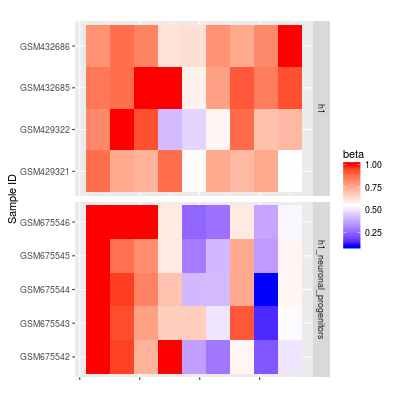 GSM432686
GSM432685
GSM429322
GSM429321
h1
GSM675546
GSM675545
GSM675544
GSM675543
GSM675542
h1_neuronal_progenitors
Sample ID
beta
1.00
0.75
0.50
0.25